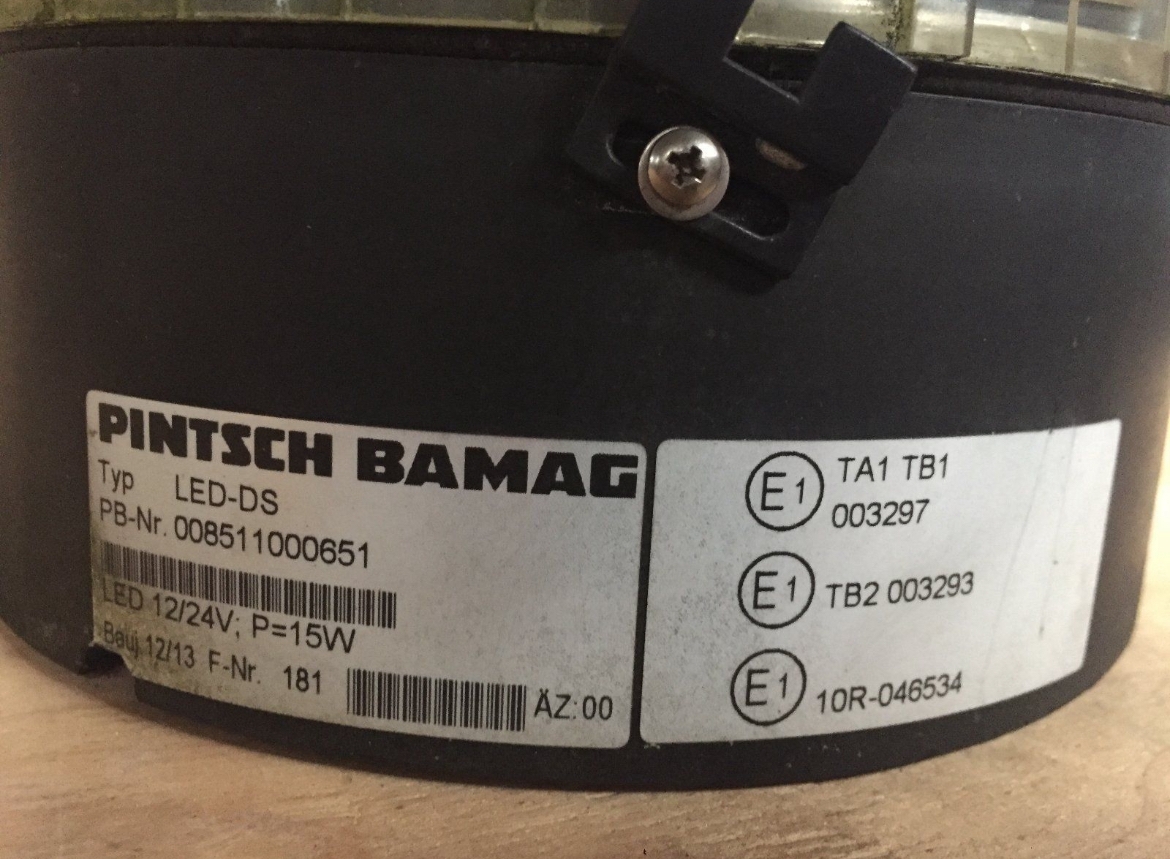 PINTSCH BAMAG
Typ LED-DS
PB-Nr. 008511000651
LED 12/24V; P=15W
Bauj.12/13 F-Nr. 181
ÄZ:00
E1 TA1 TB1
003297
E1 TB2 003293
E1 10R-046534